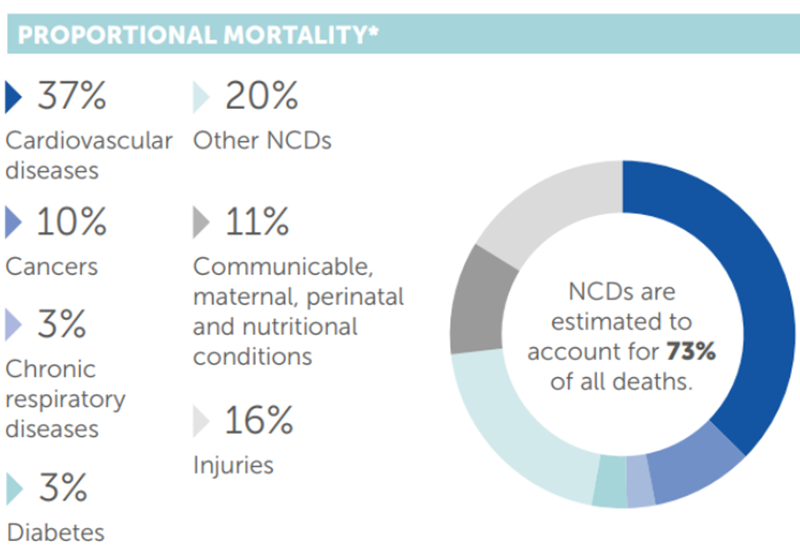 PROPORTIONAL MORTALITY*
37%
Cardiovascular
diseases
10%
Cancers
3%
Chronic
respiratory
diseases
3%
Diabetes
20%
Other NCDs
11%
Communicable,
maternal, perinatal
and nutritional
conditions
16%
Injuries
NCDs are
estimated to
account for 73%
of all deaths.